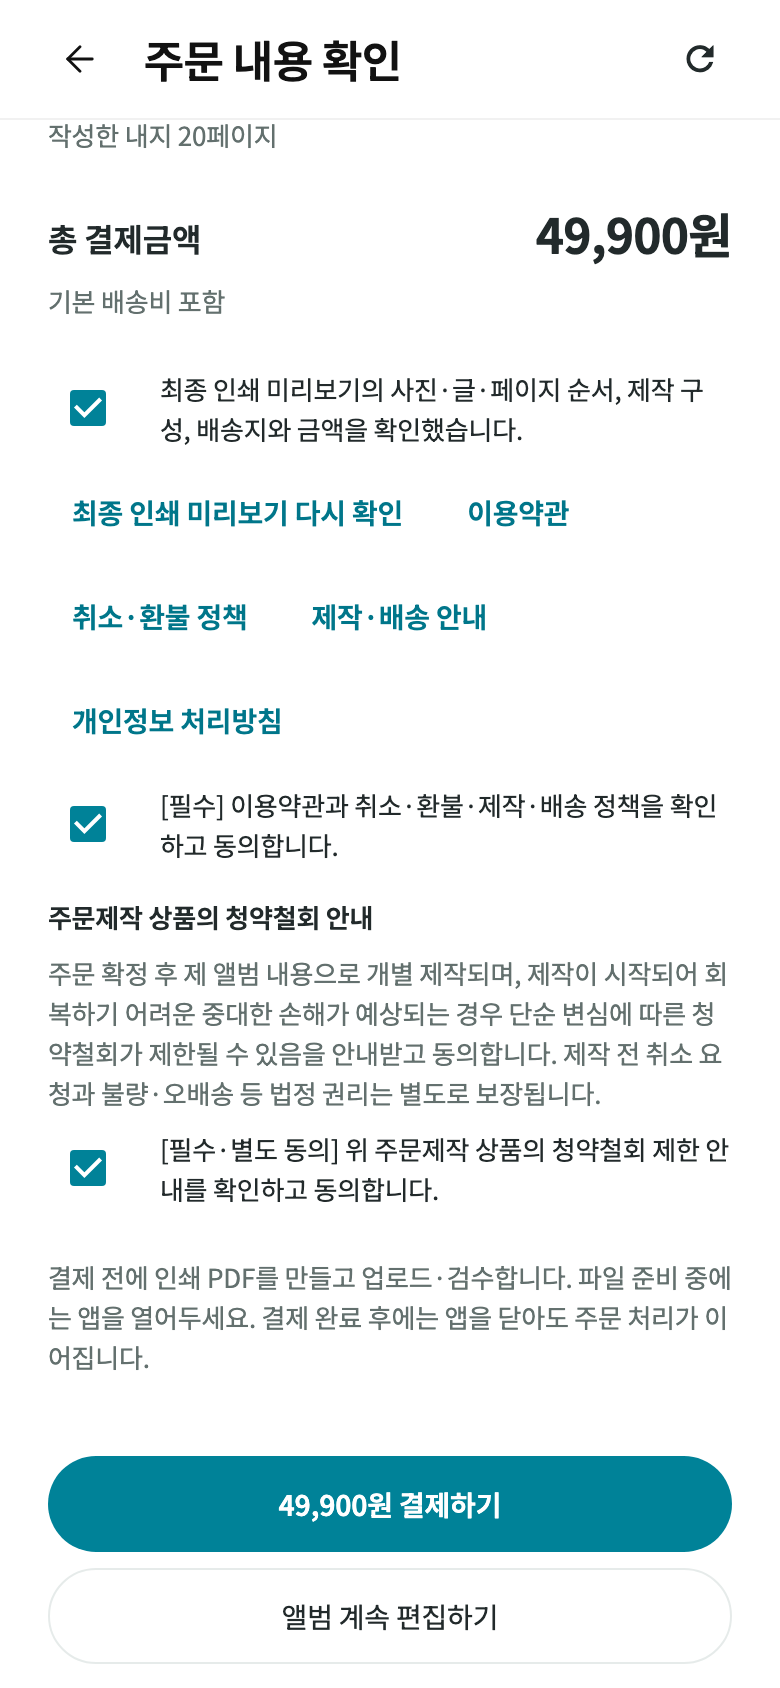 주문 내용 확인
작성한 내지 20페이지
총 결제금액
49,900원
기본 배송비 포함
최종 인쇄 미리보기의 사진·글·페이지 순서, 제작 구
성, 배송지와 금액을 확인했습니다.
최종 인쇄 미리보기 다시 확인
이용약관
취소·환불 정책
제작·배송 안내
개인정보 처리방침
[필수] 이용약관과 취소·환불·제작·배송 정책을 확인
하고 동의합니다.
주문제작 상품의 청약철회 안내
주문 확정 후 제 앨범 내용으로 개별 제작되며, 제작이 시작되어 회
복하기 어려운 중대한 손해가 예상되는 경우 단순 변심에 따른 청
약철회가 제한될 수 있음을 안내받고 동의합니다. 제작 전 취소 요
청과 불량·오배송 등 법정 권리는 별도로 보장됩니다.
[필수·별도 동의] 위 주문제작 상품의 청약철회 제한 안
내를 확인하고 동의합니다.
결제 전에 인쇄 PDF를 만들고 업로드·검수합니다. 파일 준비 중에
는 앱을 열어두세요. 결제 완료 후에는 앱을 닫아도 주문 처리가 이
어집니다.
49,900원 결제하기
앨범 계속 편집하기